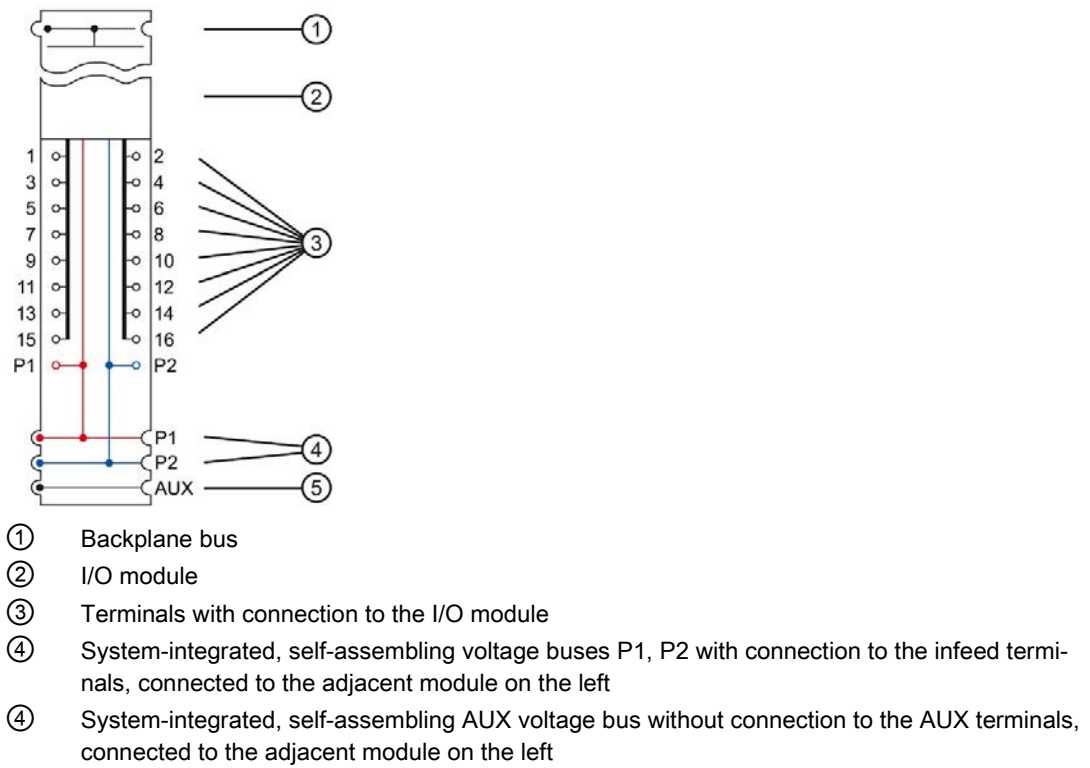 ①
②
1 2
3 4
5 6
7 8
③
9 10
11 12
13 14
15 16
P1 P2
P1
④
P2
AUX ⑤
① Backplane bus
② I/O module
③ Terminals with connection to the I/O module
④ System-integrated, self-assembling voltage buses P1, P2 with connection to the infeed termi-
nals, connected to the adjacent module on the left
④ System-integrated, self-assembling AUX voltage bus without connection to the AUX terminals,
connected to the adjacent module on the left